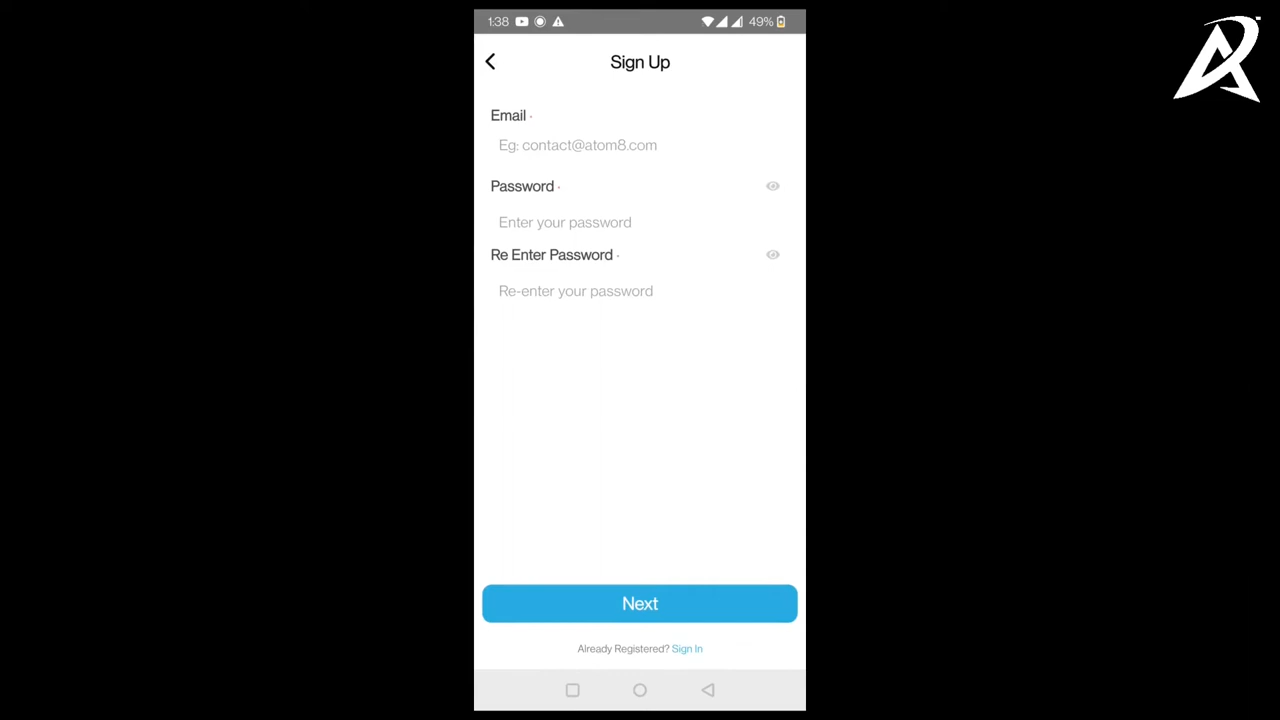 1:38 49%
Sign Up
Email
Eg: contact@atom8.com
Password
Enter your password
Re Enter Password
Re-enter your password
Next
Already Registered? Sign In